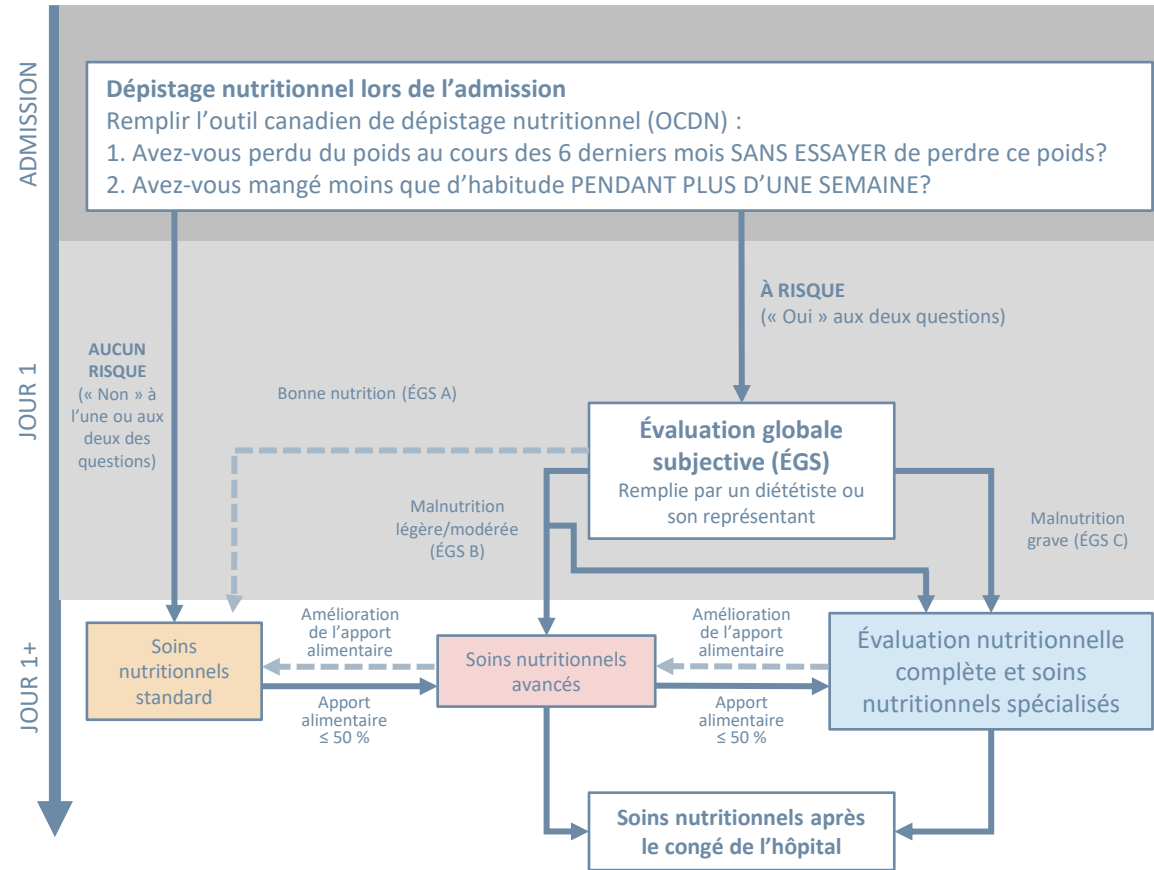 ADMISSION
Dépistage nutritionnel lors de l'admission
Remplir l'outil canadien de dépistage nutritionnel (OCDN) :
1. Avez-vous perdu du poids au cours des 6 derniers mois SANS ESSAYER de perdre ce poids?
2. Avez-vous mangé moins que d'habitude PENDANT PLUS D'UNE SEMAINE?
JOUR 1
AUCUN
RISQUE
(« Non » à
l'une ou aux
deux des
questions)
À RISQUE
(« Oui » aux deux questions)
Bonne nutrition (ÉGS A)
Évaluation globale
subjective (ÉGS)
Remplie par un diététiste ou
son représentant
Malnutrition
légère/modérée
(ÉGS B)
Malnutrition
grave (ÉGS C)
JOUR 1+
Soins
nutritionnels
standard
Amélioration
de l'apport
alimentaire
Apport
alimentaire
≤ 50 %
Soins nutritionnels
avancés
Amélioration
de l'apport
alimentaire
Apport
alimentaire
≤ 50 %
Évaluation nutritionnelle
complète et soins
nutritionnels spécialisés
Soins nutritionnels après
le congé de l'hôpital